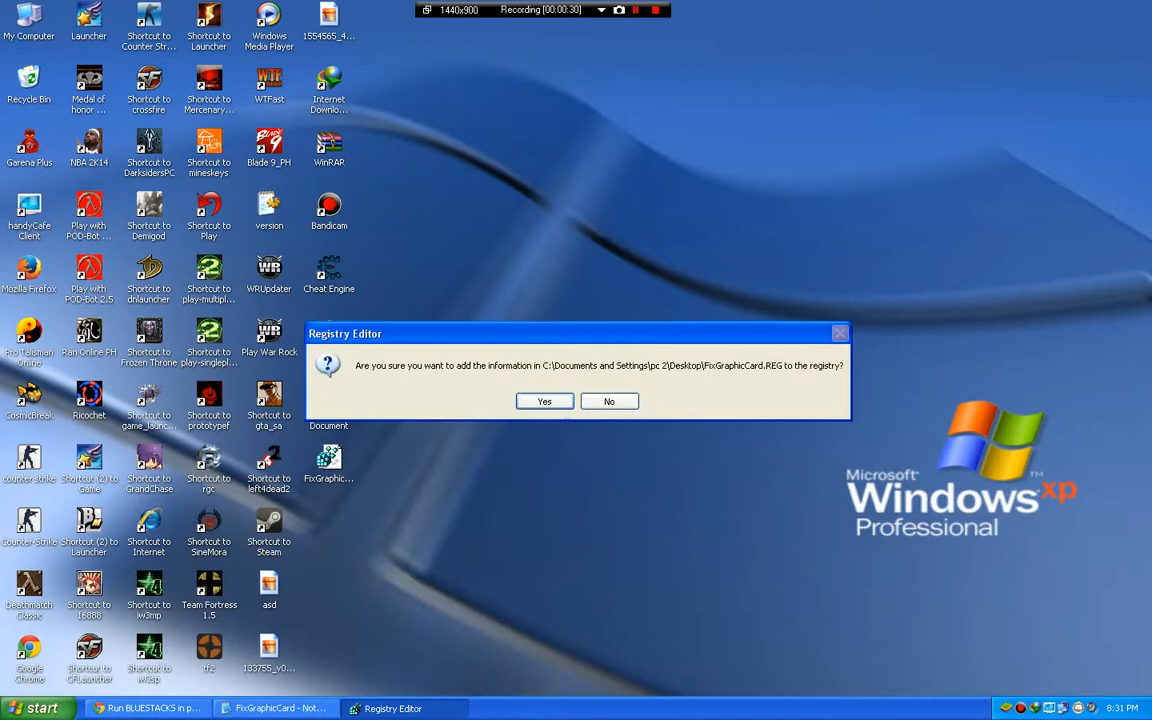 1440x900 Recording [00:00:30]
My Computer
Launcher
Shortcut to
Counter Str...
Shortcut to
Launcher
Windows
Media Player
1554565_4...
Recycle Bin
Medal of
honor ...
Shortcut to
crossfire
Shortcut to
Mercenary...
WTFast
Internet
Downlo...
Garena Plus
NBA 2K14
Shortcut to
DarksidersPC
Shortcut to
mineskeys
Blade 9_PH
WinRAR
handyCafe
Client
Play with
POD-Bot ...
Shortcut to
Demigod
Shortcut to
Play
version
Bandicam
Mozilla Firefox
Play with
POD-Bot 2.5
Shortcut to
dnlauncher
Shortcut to
play-multipl...
WRUpdater
Cheat Engine
Pro Talisman
Online
Ran Online PH
Shortcut to
Frozen Throne
Shortcut to
play-singlepl...
Play War Rock
Registry Editor
Are you sure you want to add the information in C:\Documents and Settings\pc 2\Desktop\FixGraphicCard.REG to the registry?
Yes
No
CosmicBreak
Ricochet
Shortcut to
game_launc...
Shortcut to
prototypef
Shortcut to
gta_sa
Document
counter strike
Shortcut (2) to
Game
Shortcut to
GrandChase
Shortcut to
rgc
Shortcut to
left4dead2
FixGraphic...
Counter-Strike
Shortcut (2) to
Launcher
Shortcut to
Internet
Shortcut to
SineMora
Shortcut to
Steam
Deathmatch
Classic
Shortcut to
16888
Shortcut to
iw3mp
Team Fortress
1.5
asd
Google
Chrome
Shortcut to
CFLauncher
Shortcut to
iw3sp
tf2
133755_v0...
Microsoft®
Windows xp
Professional
start
Run BLUESTACKS in p...
FixGraphicCard - Not...
Registry Editor
8:31 PM